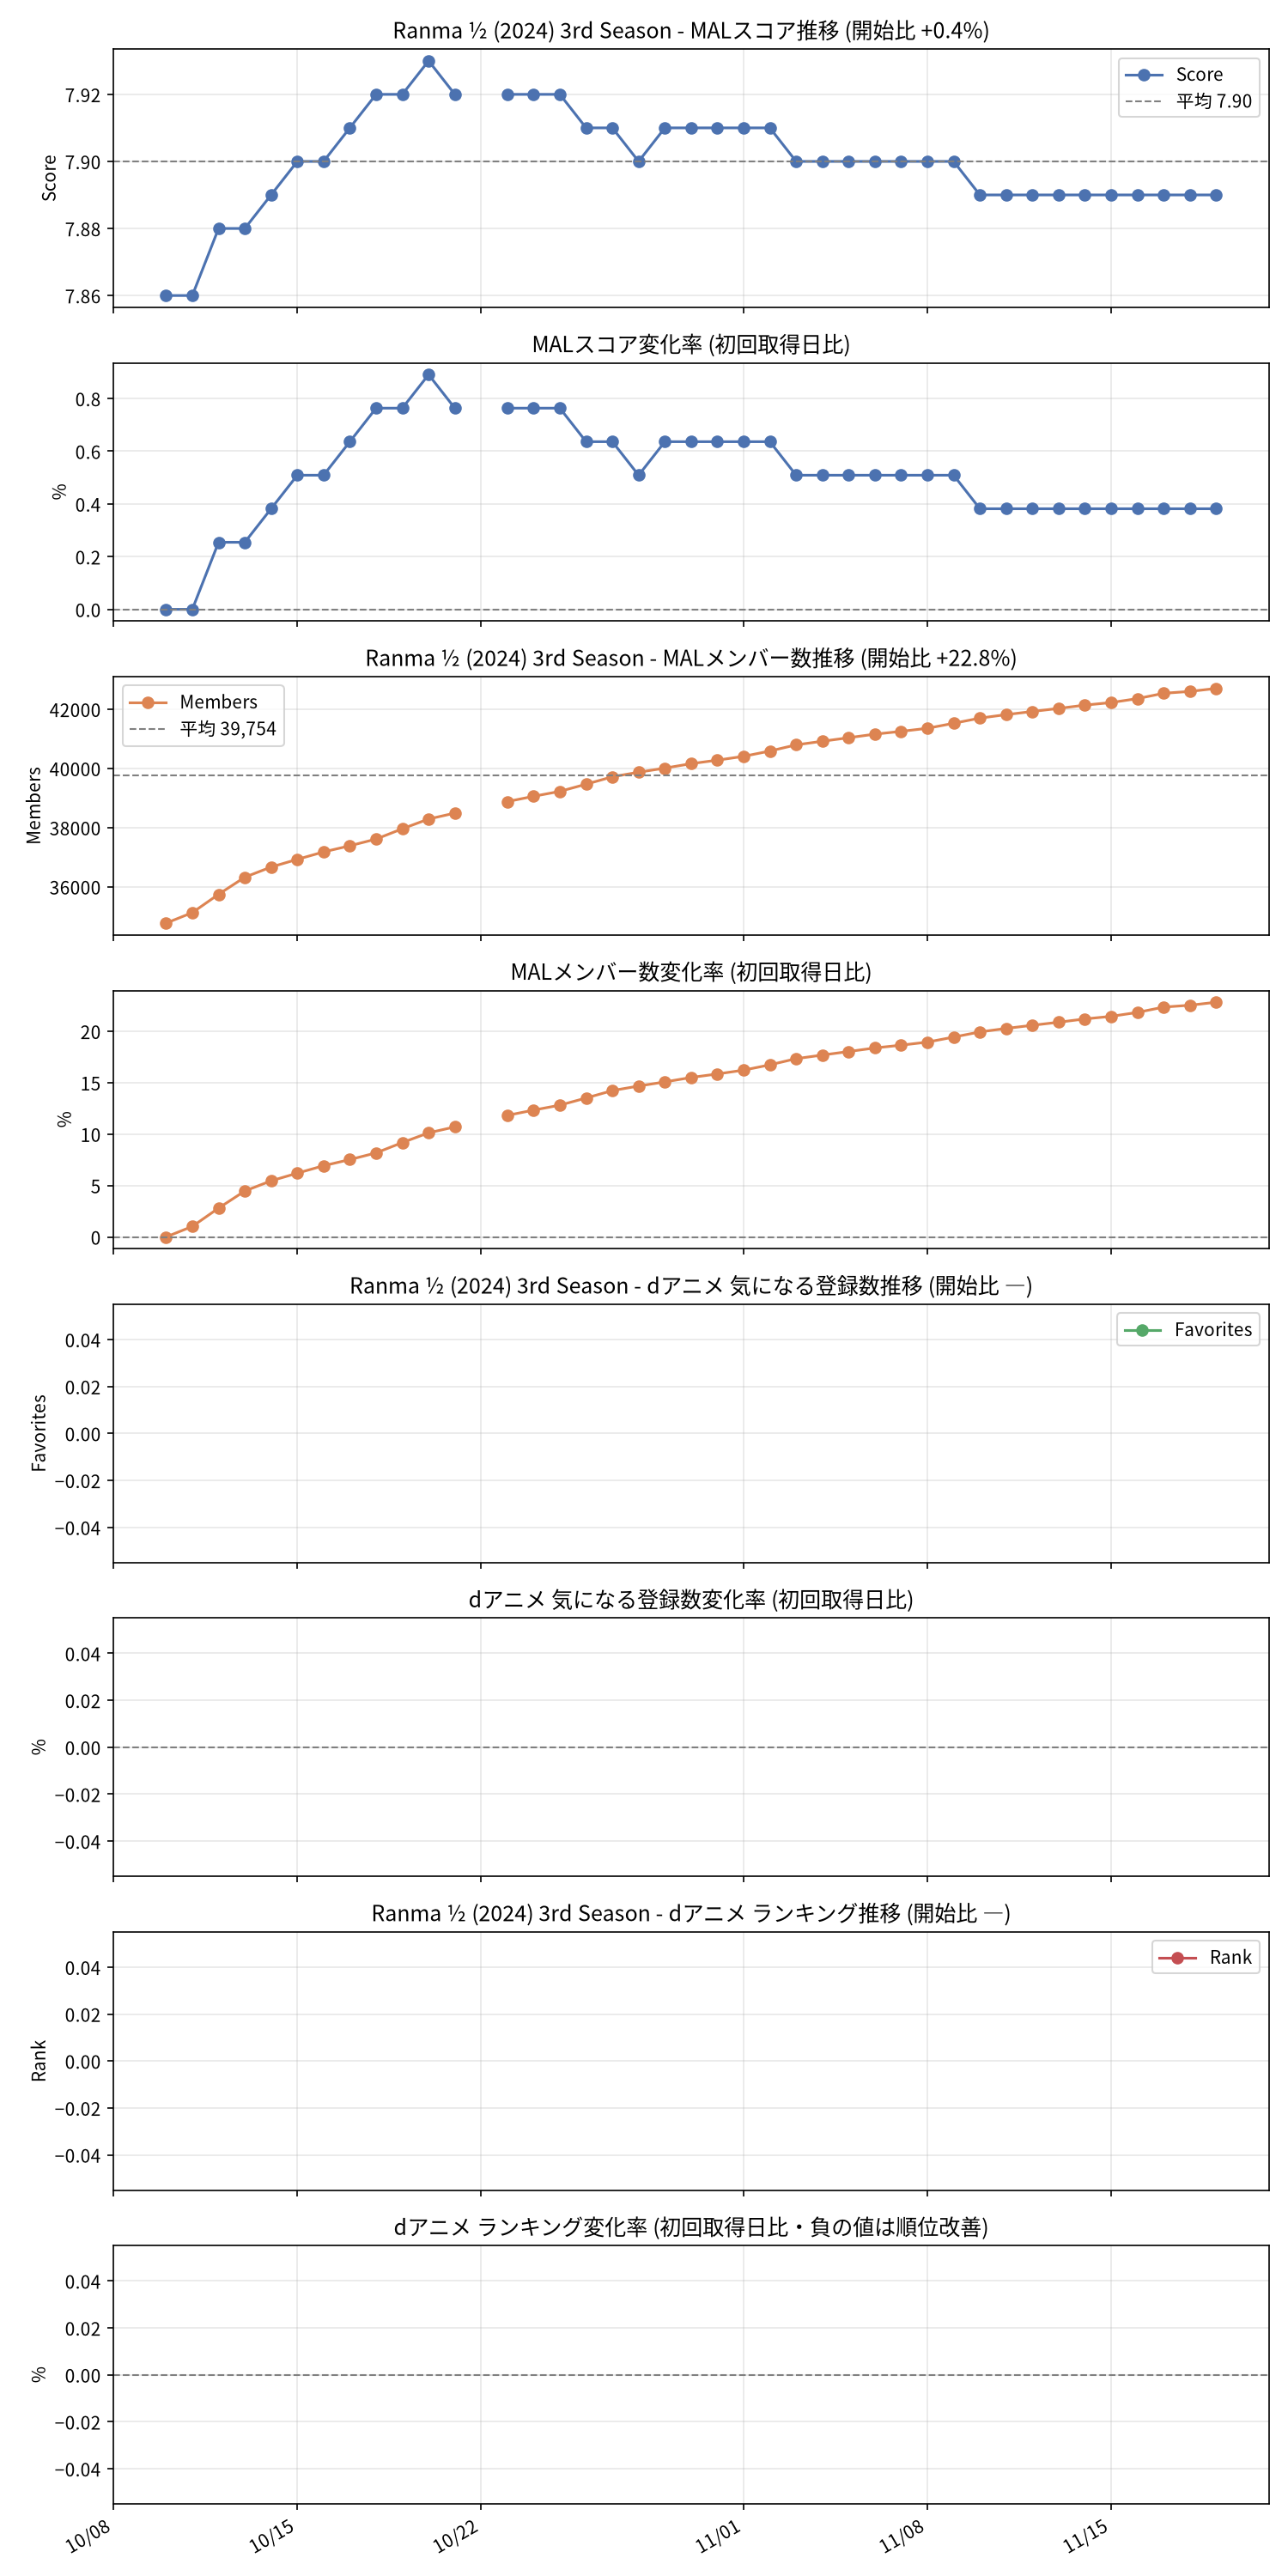 Ranma ½ (2024) 3rd Season - MALスコア推移 (開始比 +0.4%)
Score
平均 7.90
Score
7.92
7.90
7.88
7.86
MALスコア変化率 (初回取得日比)
%
0.8
0.6
0.4
0.2
0.0
Ranma ½ (2024) 3rd Season - MALメンバー数推移 (開始比 +22.8%)
Members
平均 39,754
Members
42000
40000
38000
36000
MALメンバー数変化率 (初回取得日比)
%
20
15
10
5
0
Ranma ½ (2024) 3rd Season - dアニメ 気になる登録数推移 (開始比 —)
Favorites
Favorites
0.04
0.02
0.00
−0.02
−0.04
dアニメ 気になる登録数変化率 (初回取得日比)
%
0.04
0.02
0.00
−0.02
−0.04
Ranma ½ (2024) 3rd Season - dアニメ ランキング推移 (開始比 —)
Rank
Rank
0.04
0.02
0.00
−0.02
−0.04
dアニメ ランキング変化率 (初回取得日比・負の値は順位改善)
%
0.04
0.02
0.00
−0.02
−0.04
10/08
10/15
10/22
11/01
11/08
11/15